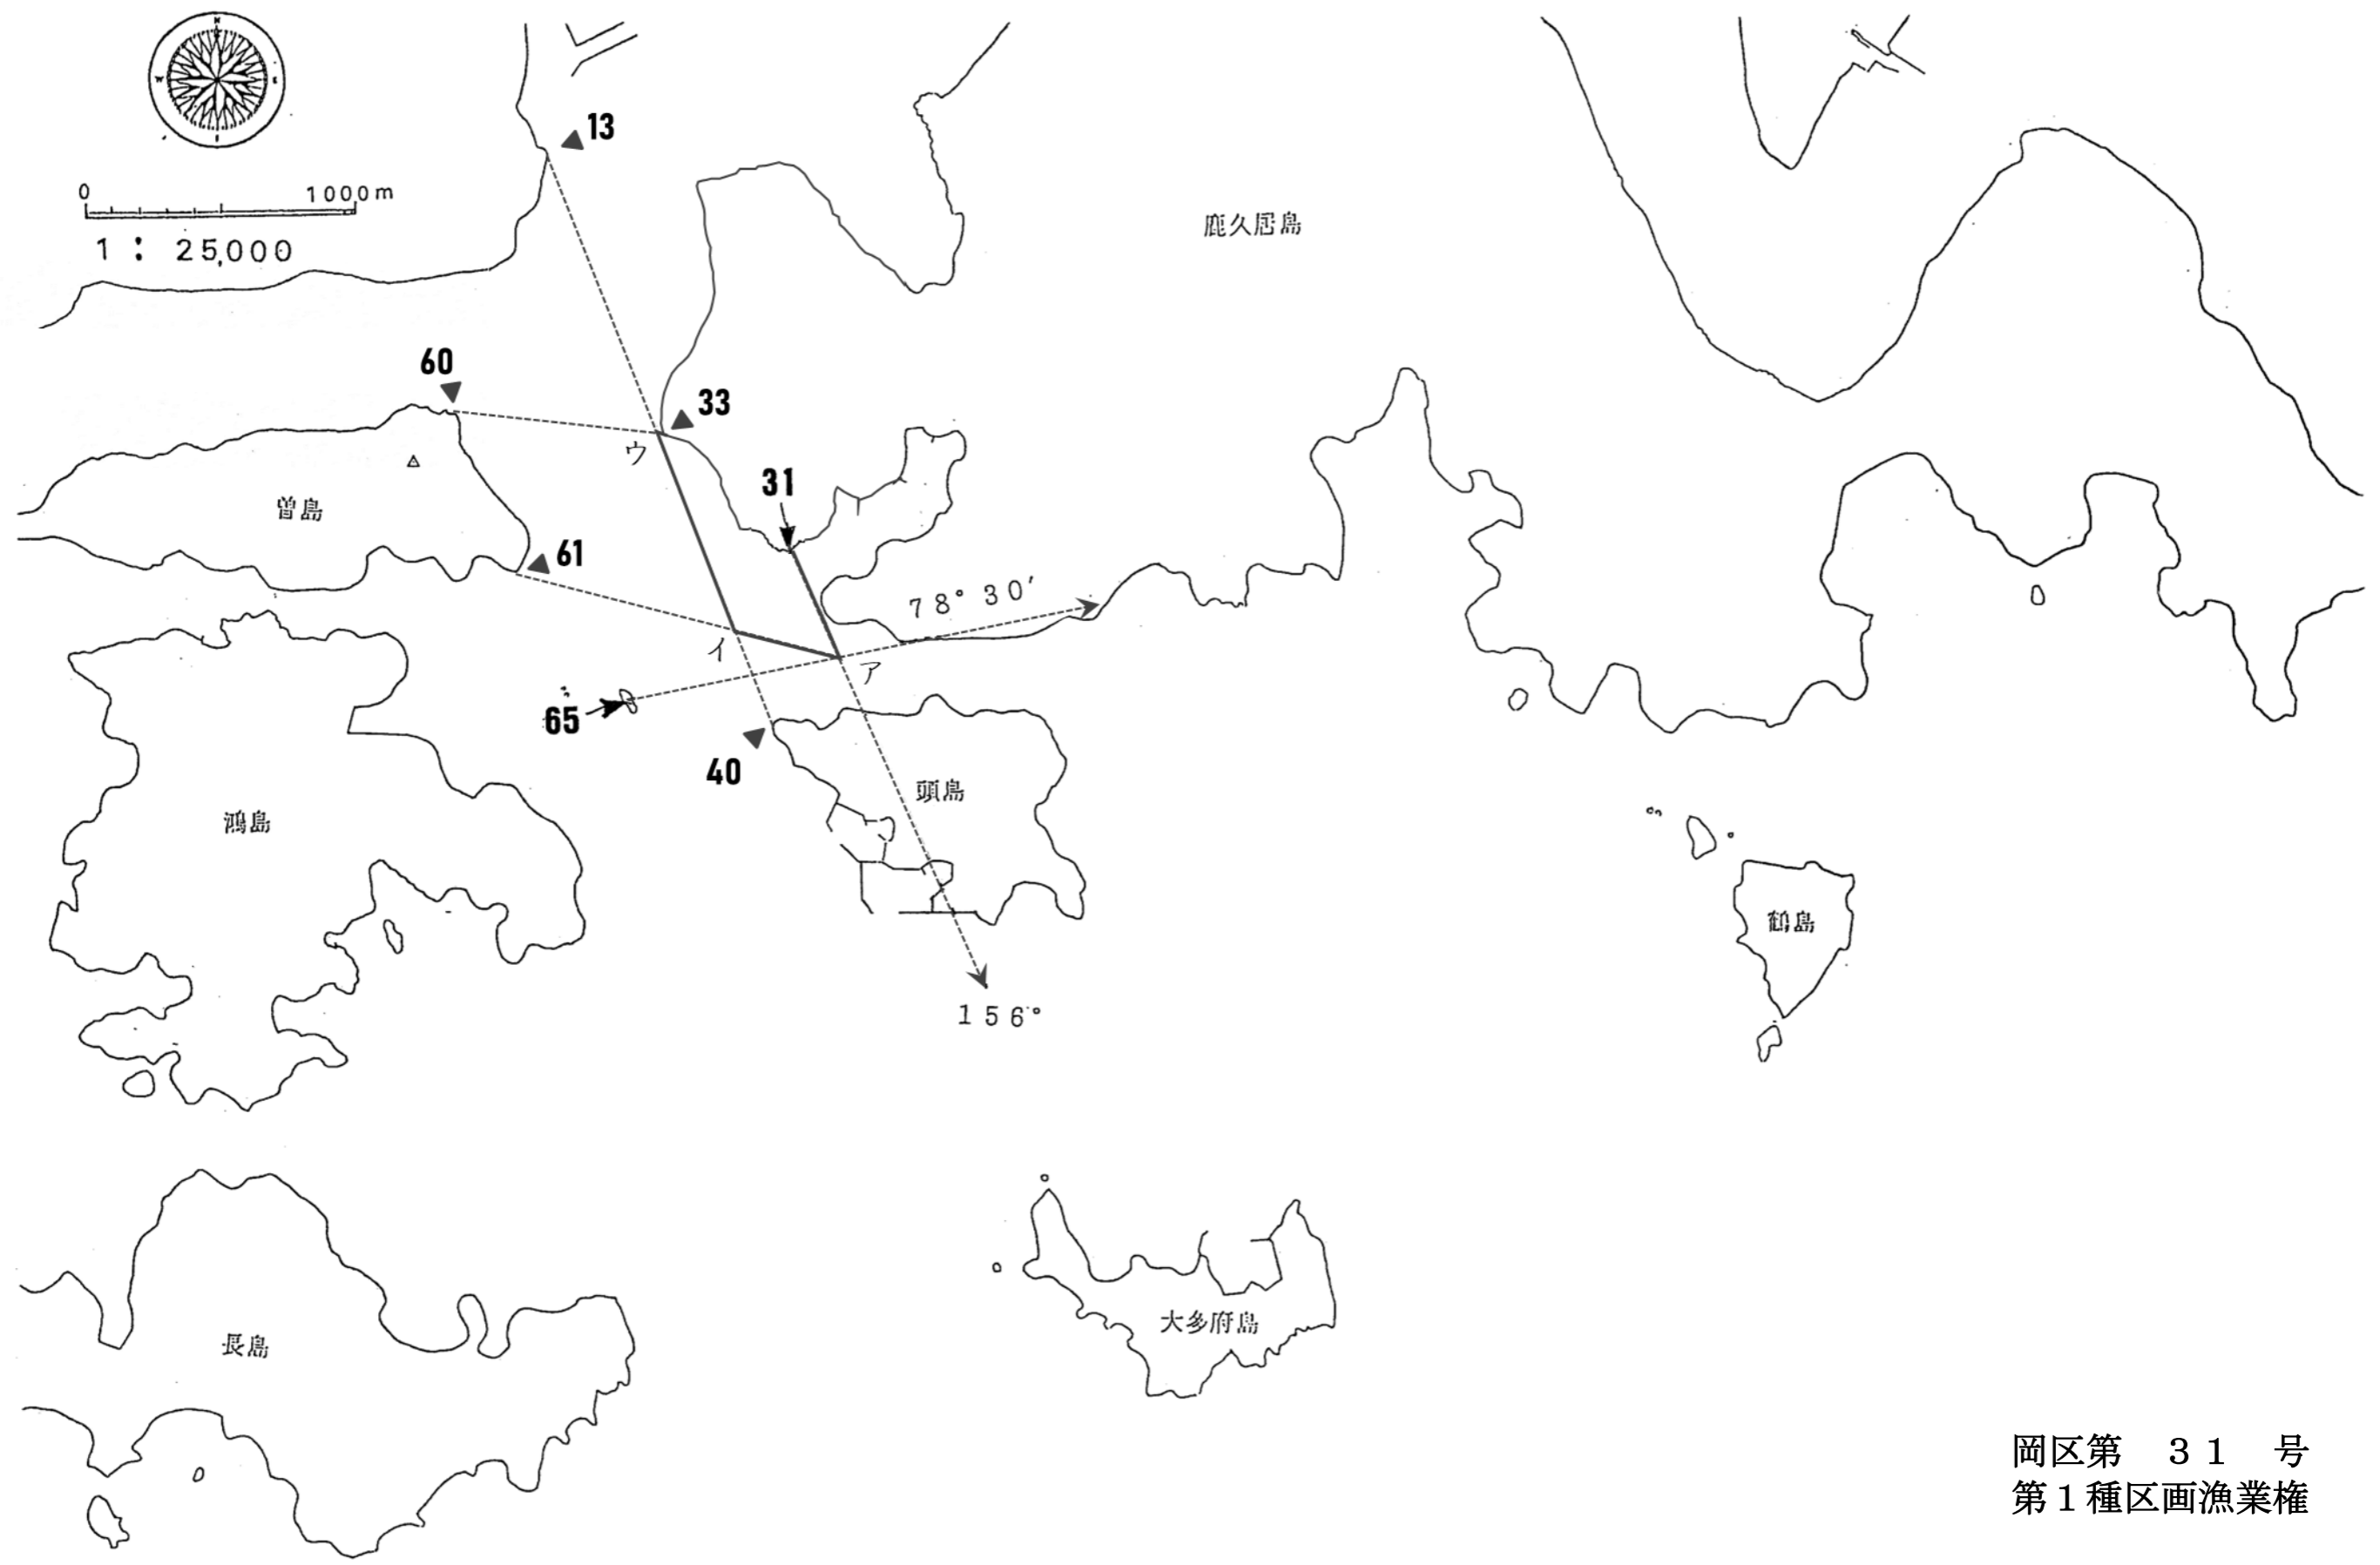 N
W E
S
13
0 1000m
1 : 25,000
鹿久居島
60
33
ウ
31
曽島
61
78° 30′
イ
ア
65
40
頭島
鴻島
鶴島
156°
大多府島
長島
岡区第 31 号
第1種区画漁業権